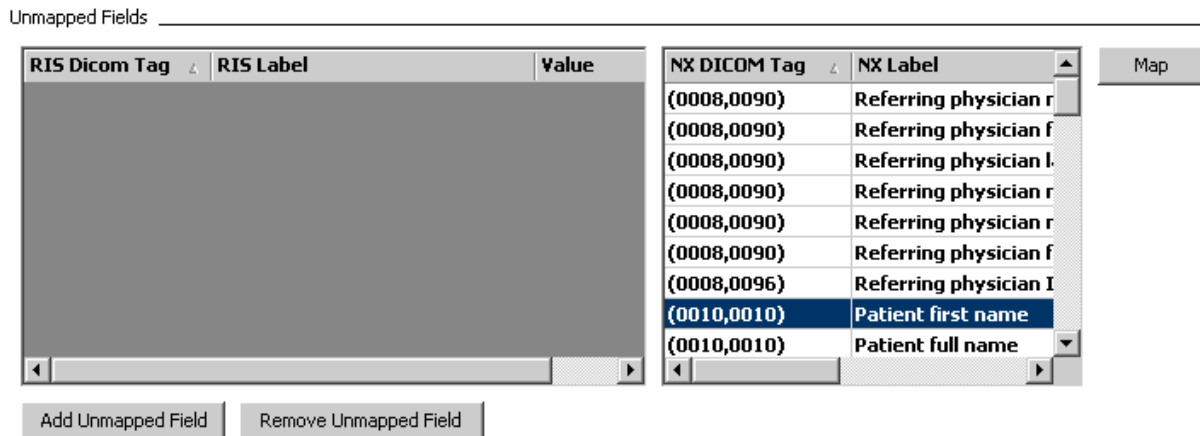 Unmapped Fields
RIS Dicom Tag RIS Label Value
NX DICOM Tag NX Label
Map
(0008,0090) Referring physician
(0008,0090) Referring physician
(0008,0090) Referring physician
(0008,0090) Referring physician
(0008,0090) Referring physician
(0008,0090) Referring physician
(0008,0096) Referring physician
(0010,0010) Patient first name
(0010,0010) Patient full name
Add Unmapped Field Remove Unmapped Field